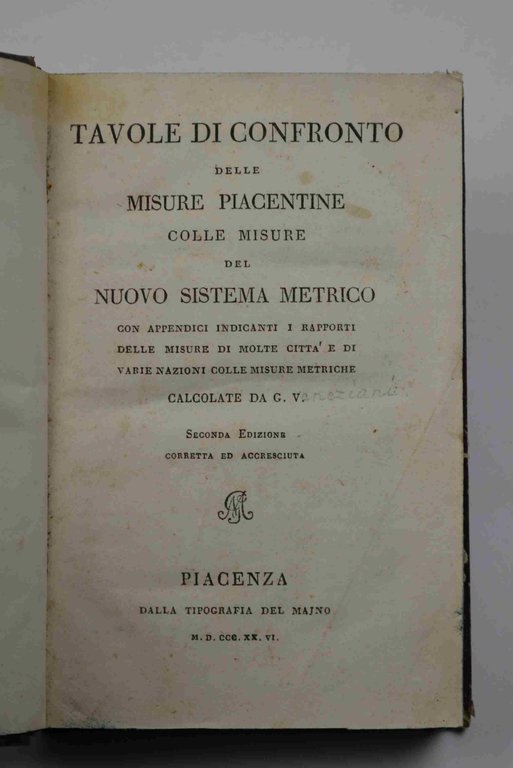 TAVOLE DI CONFRONTO
DELLE
MISURE PIACENTINE
COLLE MISURE
DEL
NUOVO SISTEMA METRICO
CON APPENDICI INDICANTI I RAPPORTI
DELLE MISURE DI MOLTE CITTA' E DI
VARIE NAZIONI COLLE MISURE METRICHE
CALCOLATE DA G. V. eneziani
SECONDA EDIZIONE
CORRETTA ED ACCRESCIUTA
PIACENZA
DALLA TIPOGRAFIA DEL MAJNO
M. D. CCC. XX. VI.